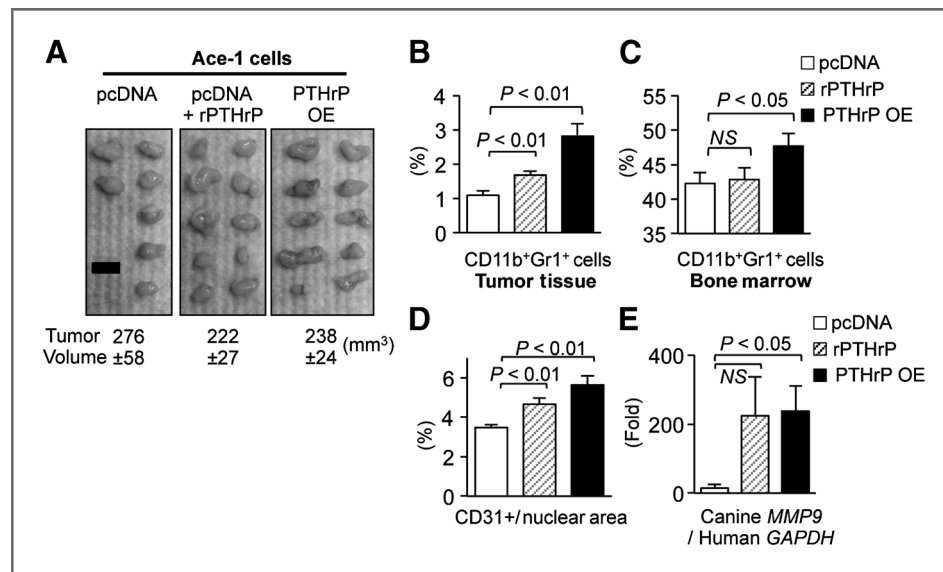 A
Ace-1 cells
pcDNA
pcDNA
+ rPTHrP
PTHrP
OE
Tumor
Volume
276
±58
222
±27
238
±24
(mm³)
B
4
3
2
1
0
(%)
P < 0.01
P < 0.01
CD11b⁺Gr1⁺ cells
Tumor tissue
C
pcDNA
rPTHrP
PTHrP OE
55
50
45
40
35
(%)
P < 0.05
NS
CD11b⁺Gr1⁺ cells
Bone marrow
D
6
4
2
0
(%)
P < 0.01
P < 0.01
CD31+/nuclear area
E
pcDNA
rPTHrP
PTHrP OE
400
200
0
(Fold)
P < 0.05
NS
Canine MMP9
/ Human GAPDH